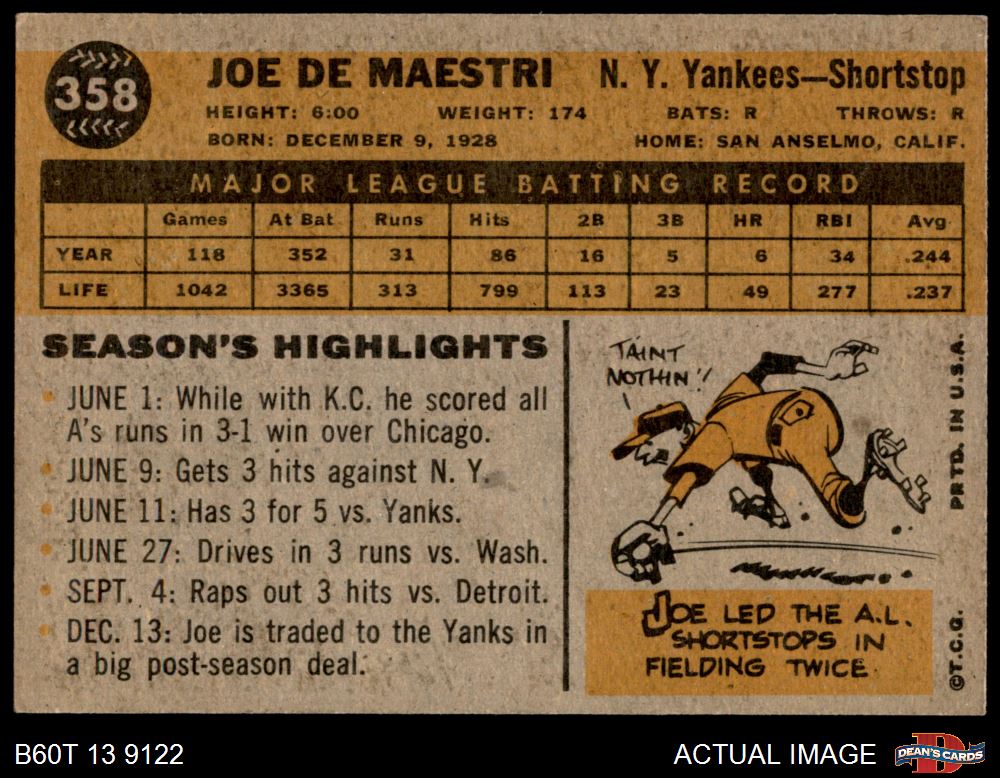 358
JOE DE MAESTRI N. Y. Yankees—Shortstop
HEIGHT: 6:00 WEIGHT: 174 BATS: R THROWS: R
BORN: DECEMBER 9, 1928 HOME: SAN ANSELMO, CALIF.
MAJOR LEAGUE BATTING RECORD
Games At Bat Runs Hits 2B 3B HR RBI Avg
YEAR 118 352 31 86 16 5 6 34 .244
LIFE 1042 3365 313 799 113 23 49 277 .237
SEASON'S HIGHLIGHTS
JUNE 1: While with K.C. he scored all
A's runs in 3-1 win over Chicago.
JUNE 9: Gets 3 hits against N. Y.
JUNE 11: Has 3 for 5 vs. Yanks.
JUNE 27: Drives in 3 runs vs. Wash.
SEPT. 4: Raps out 3 hits vs. Detroit.
DEC. 13: Joe is traded to the Yanks in
a big post-season deal.
'TAINT
NOTHIN'!
JOE LED THE A.L.
SHORTSTOPS IN
FIELDING TWICE
©T.C.G. PRTD. IN U.S.A.
B60T 13 9122 ACTUAL IMAGE DEAN'S CARDS